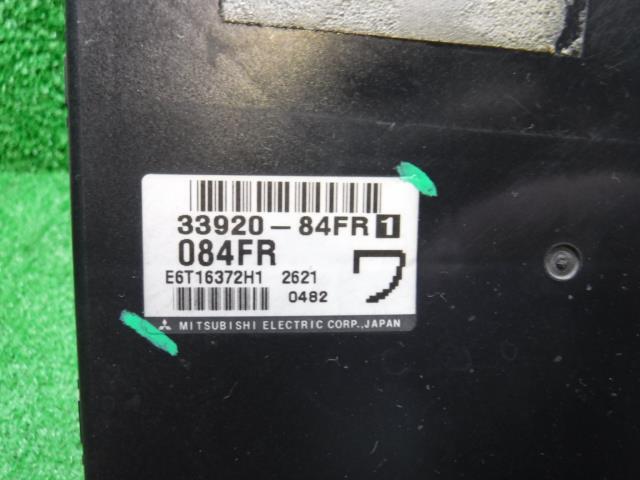 33920-84FR 1
084FR
E6T16372H1 2621
0482
ワ
MITSUBISHI ELECTRIC CORP.,JAPAN